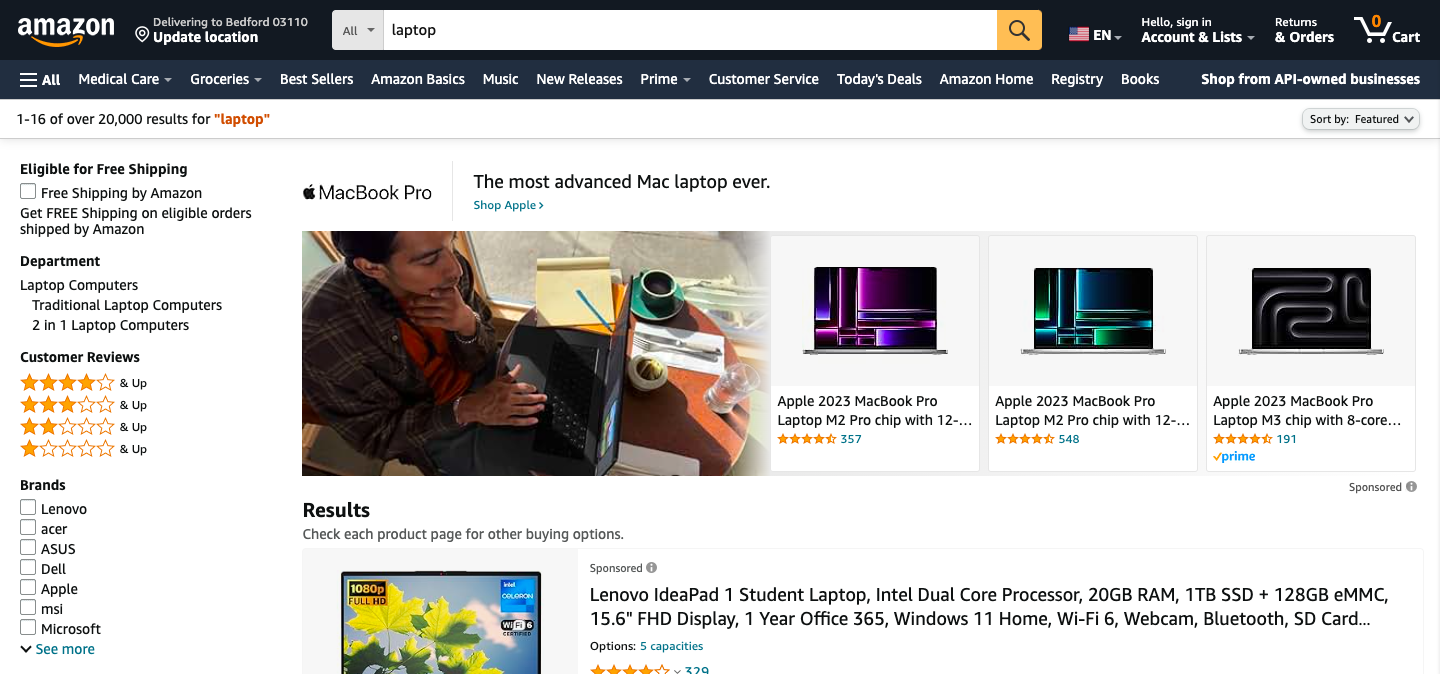 amazon
Delivering to Bedford 03110
Update location
All
laptop
EN
Hello, sign in
Account & Lists
Returns
& Orders
0
Cart
All
Medical Care
Groceries
Best Sellers
Amazon Basics
Music
New Releases
Prime
Customer Service
Today's Deals
Amazon Home
Registry
Books
Shop from API-owned businesses
1-16 of over 20,000 results for "laptop"
Sort by: Featured
Eligible for Free Shipping
Free Shipping by Amazon
Get FREE Shipping on eligible orders
shipped by Amazon
Department
Laptop Computers
Traditional Laptop Computers
2 in 1 Laptop Computers
Customer Reviews
& Up
& Up
& Up
& Up
Brands
Lenovo
acer
ASUS
Dell
Apple
msi
Microsoft
See more
MacBook Pro
The most advanced Mac laptop ever.
Shop Apple
Apple 2023 MacBook Pro
Laptop M2 Pro chip with 12-…
357
Apple 2023 MacBook Pro
Laptop M2 Pro chip with 12-…
548
Apple 2023 MacBook Pro
Laptop M3 chip with 8-core…
191
prime
Sponsored
Results
Check each product page for other buying options.
1080p
FULL HD
intel
CELERON
Wi Fi 6
CERTIFIED
Sponsored
Lenovo IdeaPad 1 Student Laptop, Intel Dual Core Processor, 20GB RAM, 1TB SSD + 128GB eMMC,
15.6" FHD Display, 1 Year Office 365, Windows 11 Home, Wi-Fi 6, Webcam, Bluetooth, SD Card…
Options: 5 capacities
329